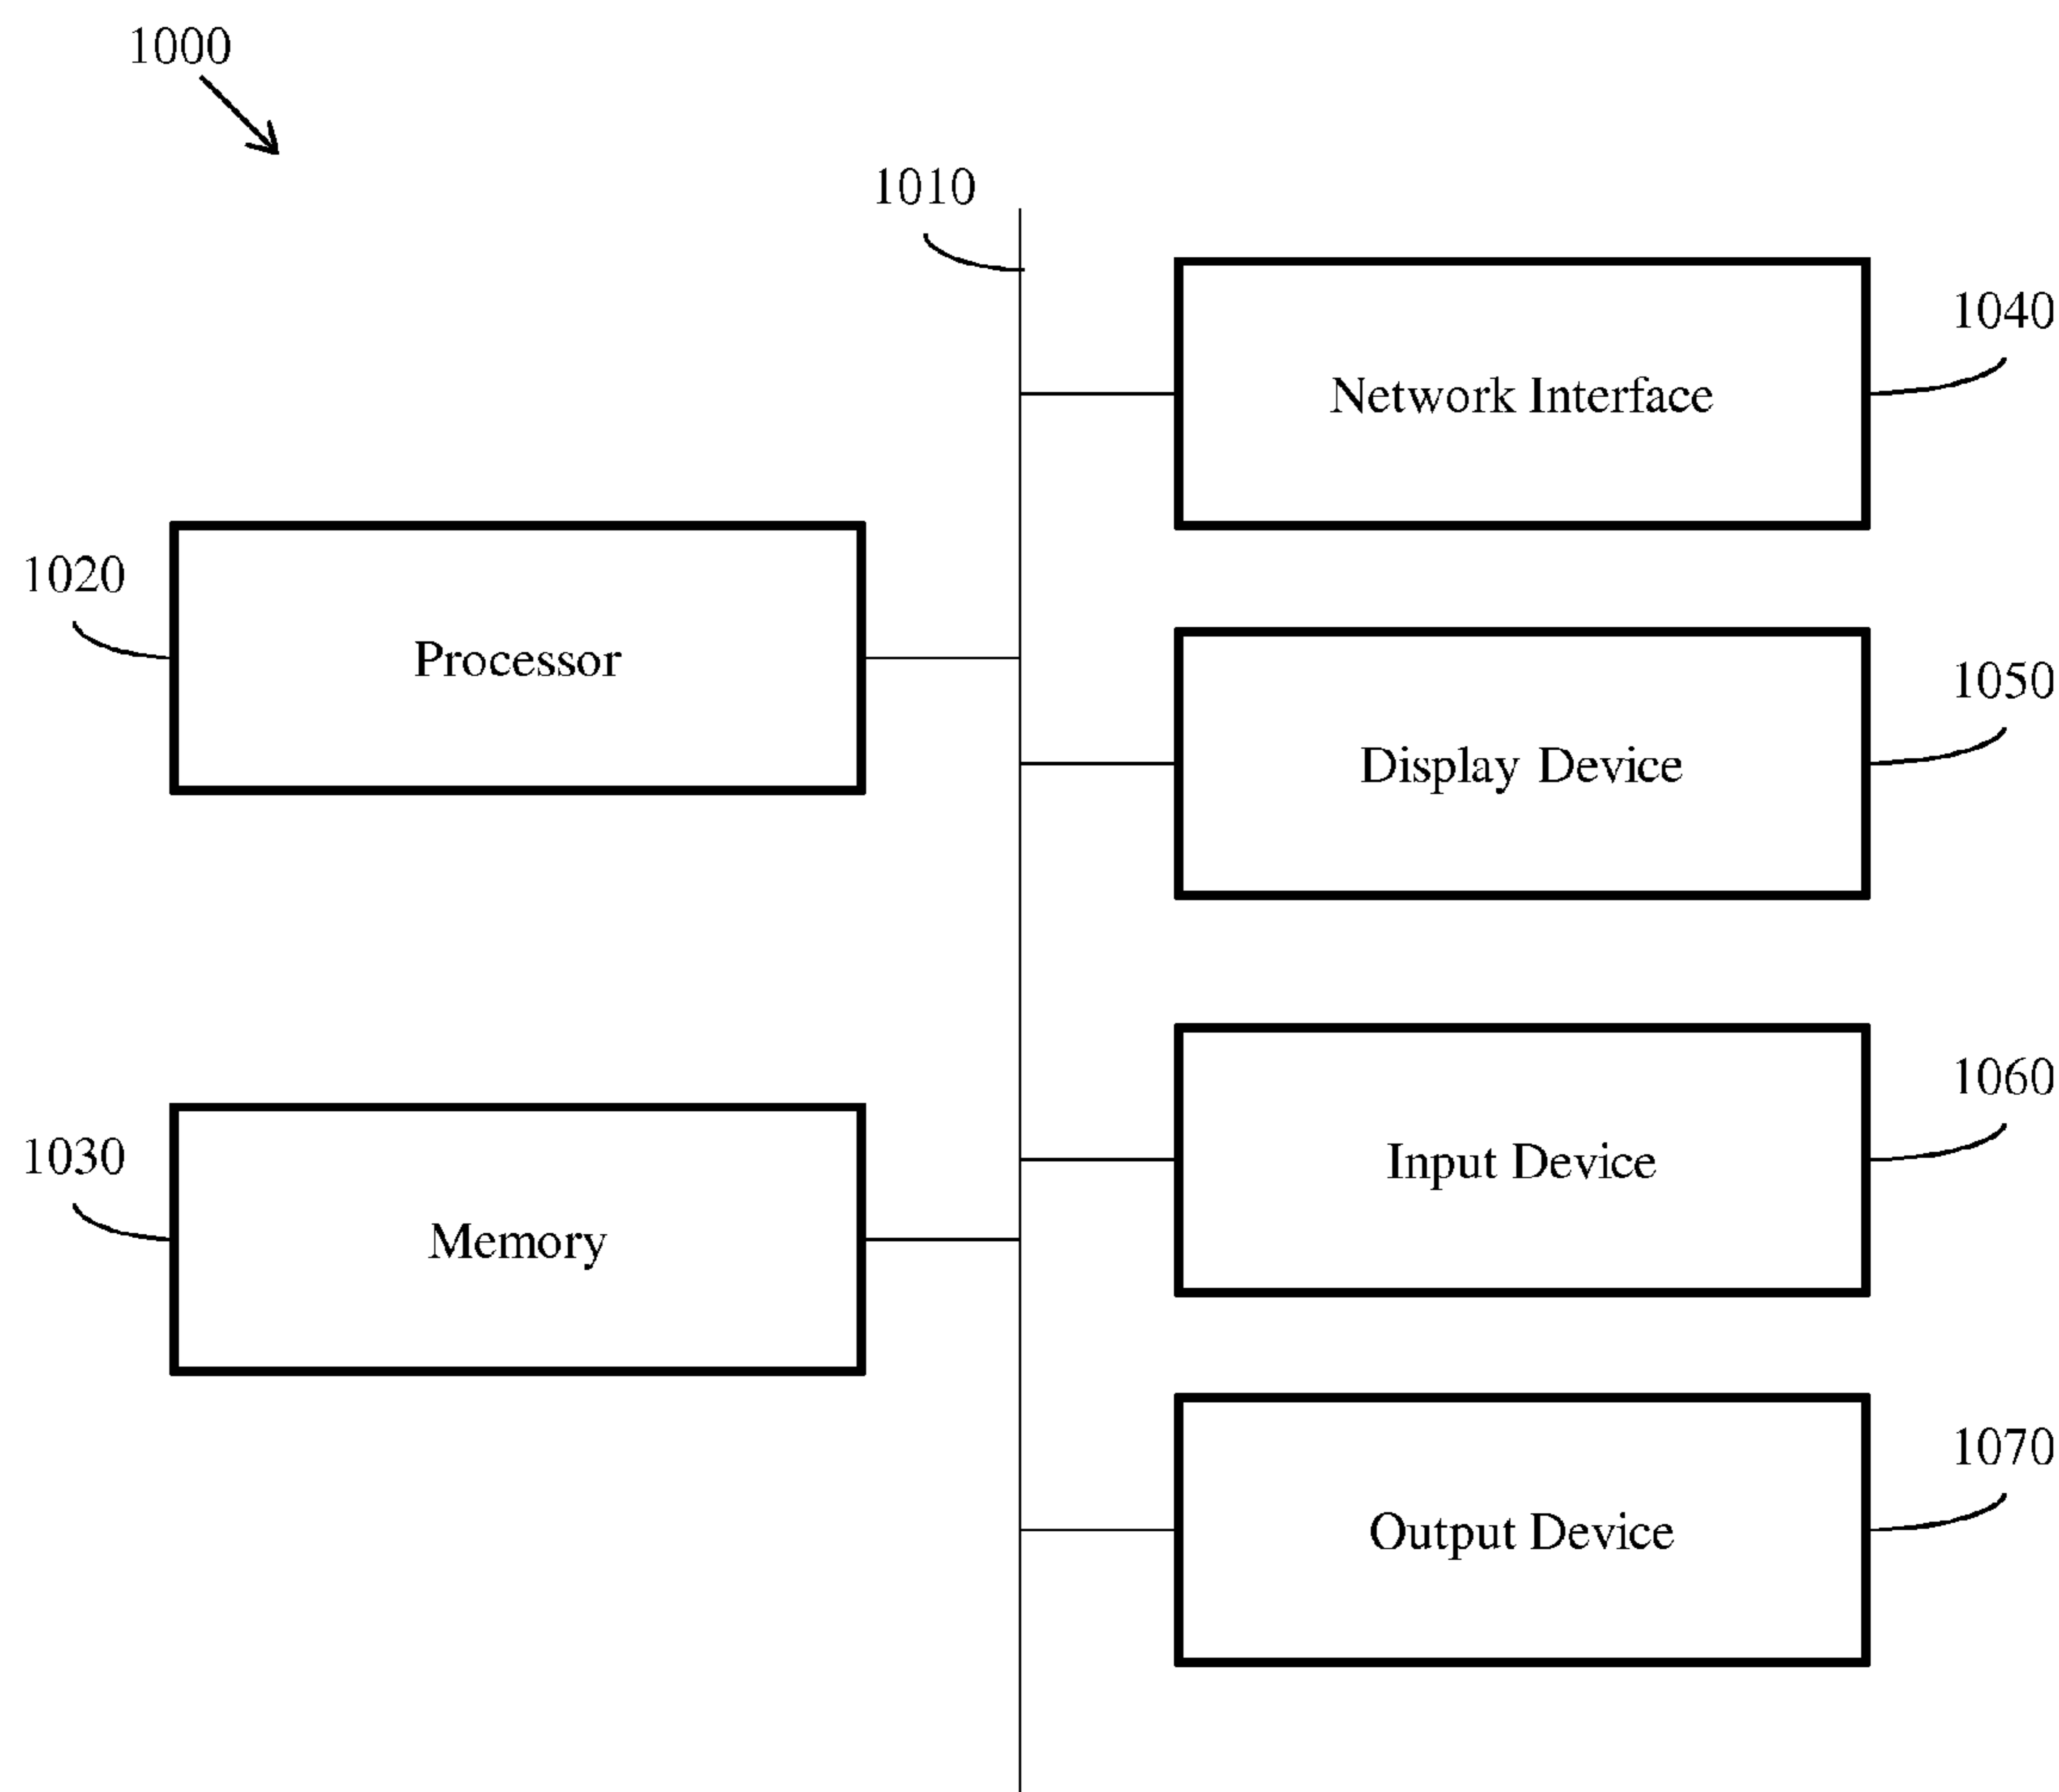 1000
1010
1040
Network Interface
1020
Processor
1050
Display Device
1060
Input Device
1030
Memory
1070
Output Device